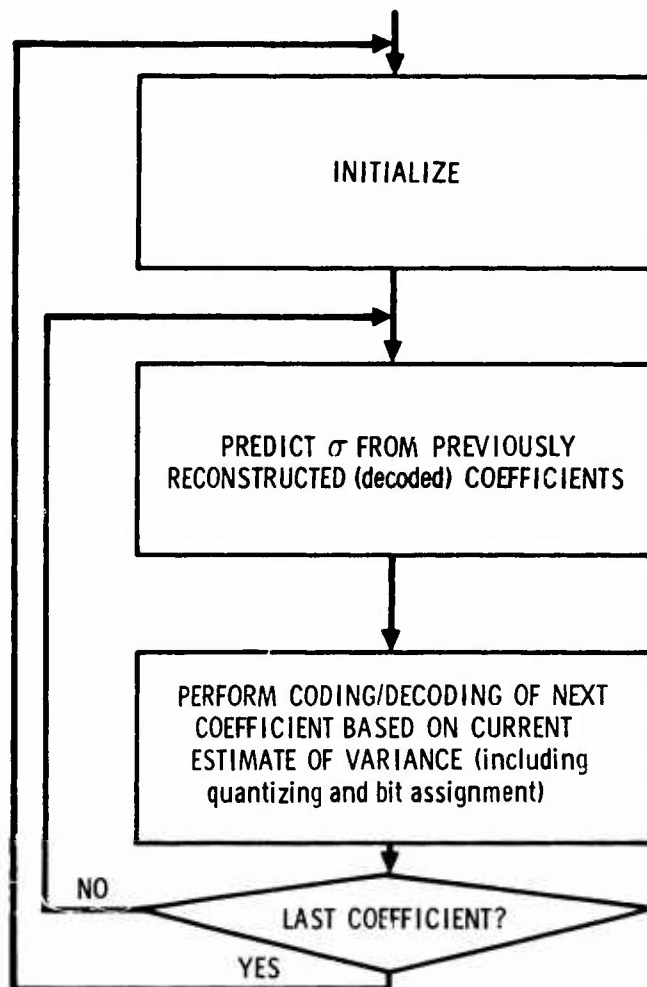 INITIALIZE
PREDICT σ FROM PREVIOUSLY
RECONSTRUCTED (decoded) COEFFICIENTS
PERFORM CODING/DECODING OF NEXT
COEFFICIENT BASED ON CURRENT
ESTIMATE OF VARIANCE (including
quantizing and bit assignment)
NO
LAST COEFFICIENT?
YES